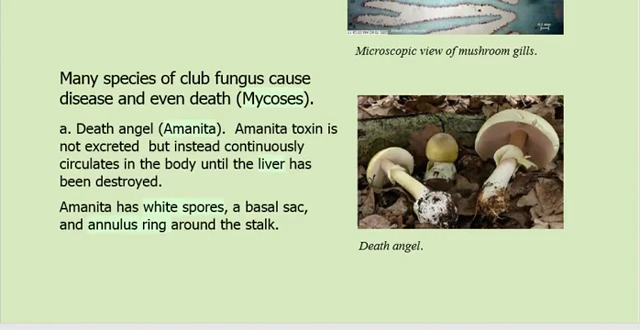 Microscopic view of mushroom gills.
Many species of club fungus cause
disease and even death (Mycoses).
a. Death angel (Amanita). Amanita toxin is
not excreted but instead continuously
circulates in the body until the liver has
been destroyed.
Amanita has white spores, a basal sac,
and annulus ring around the stalk.
Death angel.